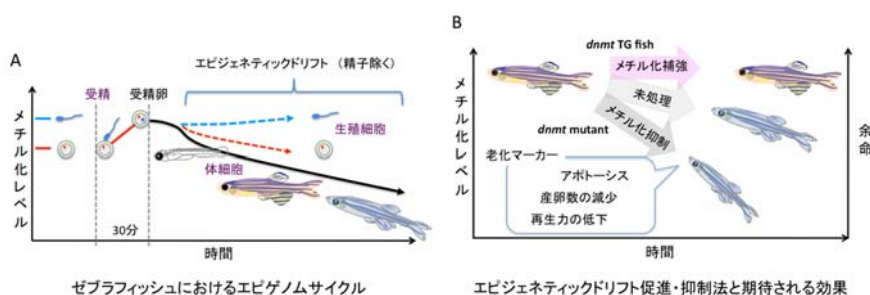 A
エピジェネティックドリフト（精子除く）
受精
受精卵
メチル化レベル
生殖細胞
体細胞
30分
時間
ゼブラフィッシュにおけるエピゲノムサイクル
B
dnmt TG fish
メチル化補強
未処理
メチル化抑制
dnmt mutant
メチル化レベル
余命
老化マーカー
アポトーシス
産卵数の減少
再生力の低下
時間
エピジェネティックドリフト促進・抑制法と期待される効果